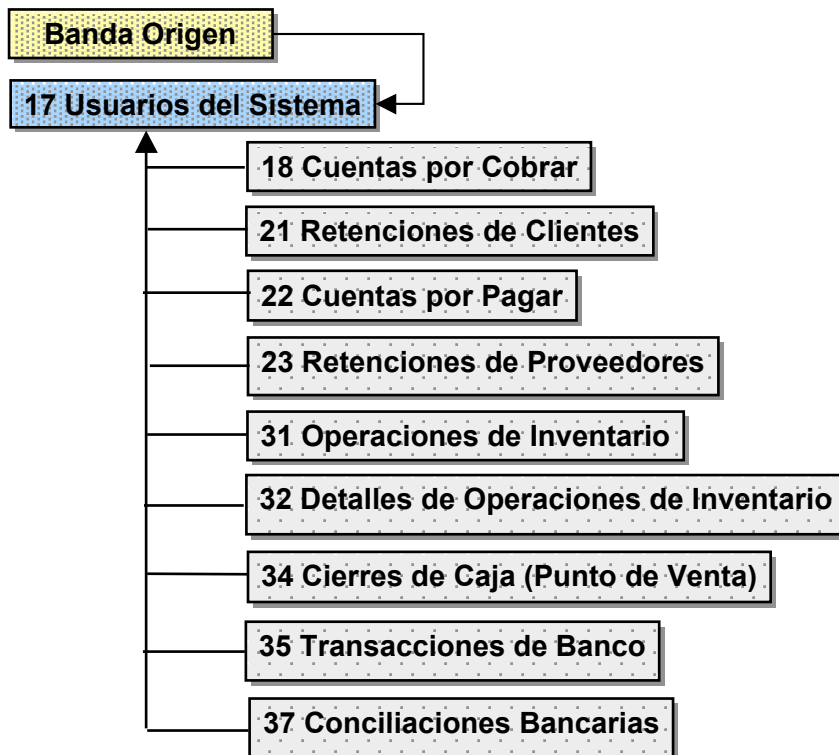 Banda Origen
17 Usuarios del Sistema
18 Cuentas por Cobrar
21 Retenciones de Clientes
22 Cuentas por Pagar
23 Retenciones de Proveedores
31 Operaciones de Inventario
32 Detalles de Operaciones de Inventario
34 Cierres de Caja (Punto de Venta)
35 Transacciones de Banco
37 Conciliaciones Bancarias